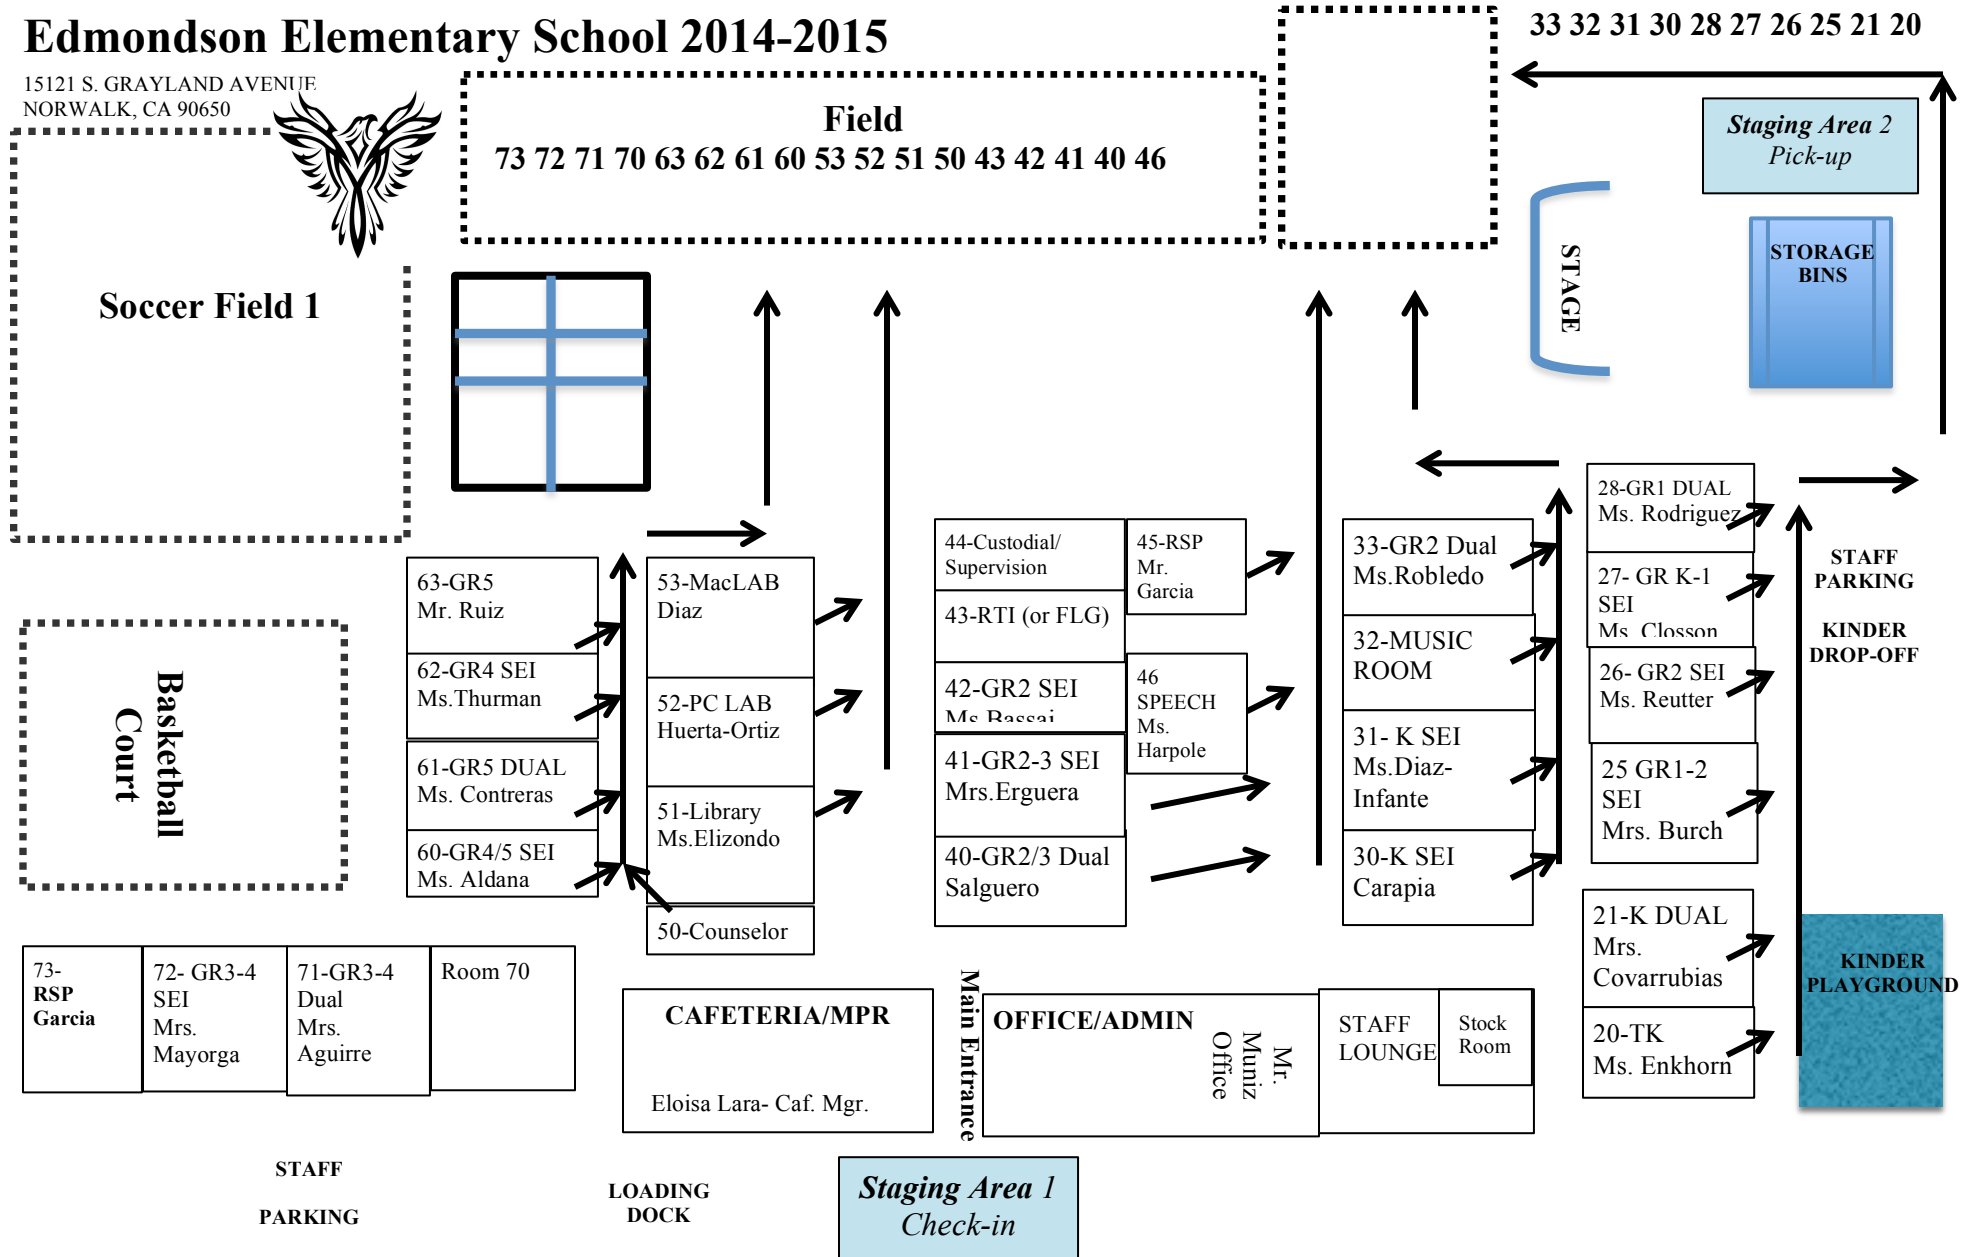 Edmondson Elementary School 2014-2015
15121 S. GRAYLAND AVENUE
NORWALK, CA 90650
33 32 31 30 28 27 26 25 21 20
Field
73 72 71 70 63 62 61 60 53 52 51 50 43 42 41 40 46
Staging Area 2
Pick-up
Soccer Field 1
STAGE
STORAGE
BINS
Basketball
Court
63-GR5
Mr. Ruiz
62-GR4 SEI
Ms.Thurman
61-GR5 DUAL
Ms. Contreras
60-GR4/5 SEI
Ms. Aldana
53-MacLAB
Diaz
52-PC LAB
Huerta-Ortiz
51-Library
Ms.Elizondo
50-Counselor
44-Custodial/
Supervision
43-RTI (or FLG)
42-GR2 SEI
Ms.Bassai
41-GR2-3 SEI
Mrs.Erguera
40-GR2/3 Dual
Salguero
45-RSP
Mr.
Garcia
46
SPEECH
Ms.
Harpole
33-GR2 Dual
Ms.Robledo
32-MUSIC
ROOM
31- K SEI
Ms.Diaz-
Infante
30-K SEI
Carapia
28-GR1 DUAL
Ms. Rodriguez
27- GR K-1
SEI
Ms. Closson
26- GR2 SEI
Ms. Reutter
25 GR1-2
SEI
Mrs. Burch
21-K DUAL
Mrs.
Covarrubias
20-TK
Ms. Enkhorn
STAFF
PARKING
KINDER
DROP-OFF
KINDER
PLAYGROUND
73-
RSP
Garcia
72- GR3-4
SEI
Mrs.
Mayorga
71-GR3-4
Dual
Mrs.
Aguirre
Room 70
CAFETERIA/MPR
Eloisa Lara- Caf. Mgr.
Main Entrance
OFFICE/ADMIN
Mr.
Muniz
Office
STAFF
LOUNGE
Stock
Room
STAFF
PARKING
LOADING
DOCK
Staging Area 1
Check-in